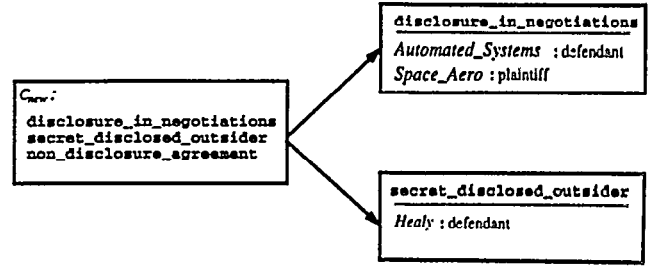 C_new:
disclosure_in_negotiations
secret_disclosed_outsider
non_disclosure_agreement
disclosure_in_negotiations
Automated_Systems : defendant
Space_Aero : plaintiff
secret_disclosed_outsider
Healy : defendant